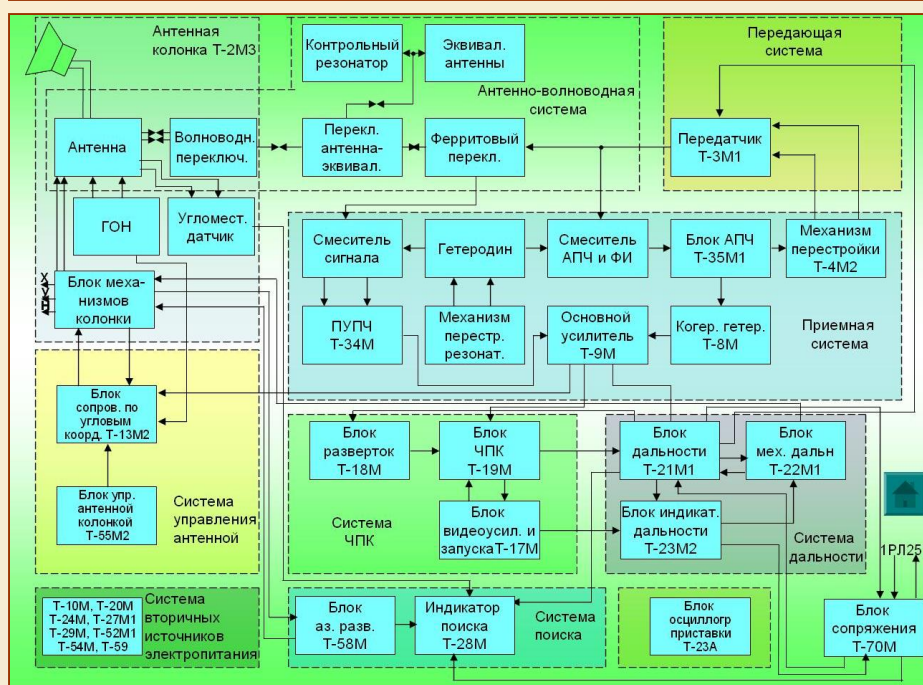 Антенная
колонка Т-2М3
Контрольный
резонатор
Эквивал.
антенны
Передающая
система
Антенно-волноводная
система
Антенна
Волноводн.
переключ.
Перекл.
антенна-
эквивал.
Ферритовый
перекл.
Передатчик
Т-3М1
ГОН
Угломест.
датчик
Смеситель
сигнала
Гетеродин
Смеситель
АПЧ и ФИ
Блок АПЧ
Т-35М1
Механизм
перестройки
Т-4М2
Х
У
Н
Блок меха-
низмов
колонки
ПУПЧ
Т-34М
Механизм
перестр.
резонат.
Основной
усилитель
Т-9М
Когер. гетер.
Т-8М
Приемная
система
Блок
сопров. по
угловым
коорд. Т-13М2
Блок
разверток
Т-18М
Блок
ЧПК
Т-19М
Блок
дальности
Т-21М1
Блок
мех. дальн
Т-22М1
Блок упр.
антенной
колонкой
Т-55М2
Система
управления
антенной
Система
ЧПК
Блок
видеоусил. и
запуска Т-17М
Блок индикат.
дальности
Т-23М2
Система
дальности
1РЛ25
Т-10М, Т-20М
Т-24М, Т-27М1
Т-29М, Т-52М1
Т-54М, Т-59
Система
вторичных
источников
электропитания
Блок
аз. разв.
Т-58М
Индикатор
поиска
Т-28М
Система
поиска
Блок
осциллогр
приставки
Т-23А
Блок
сопряжения
Т-70М